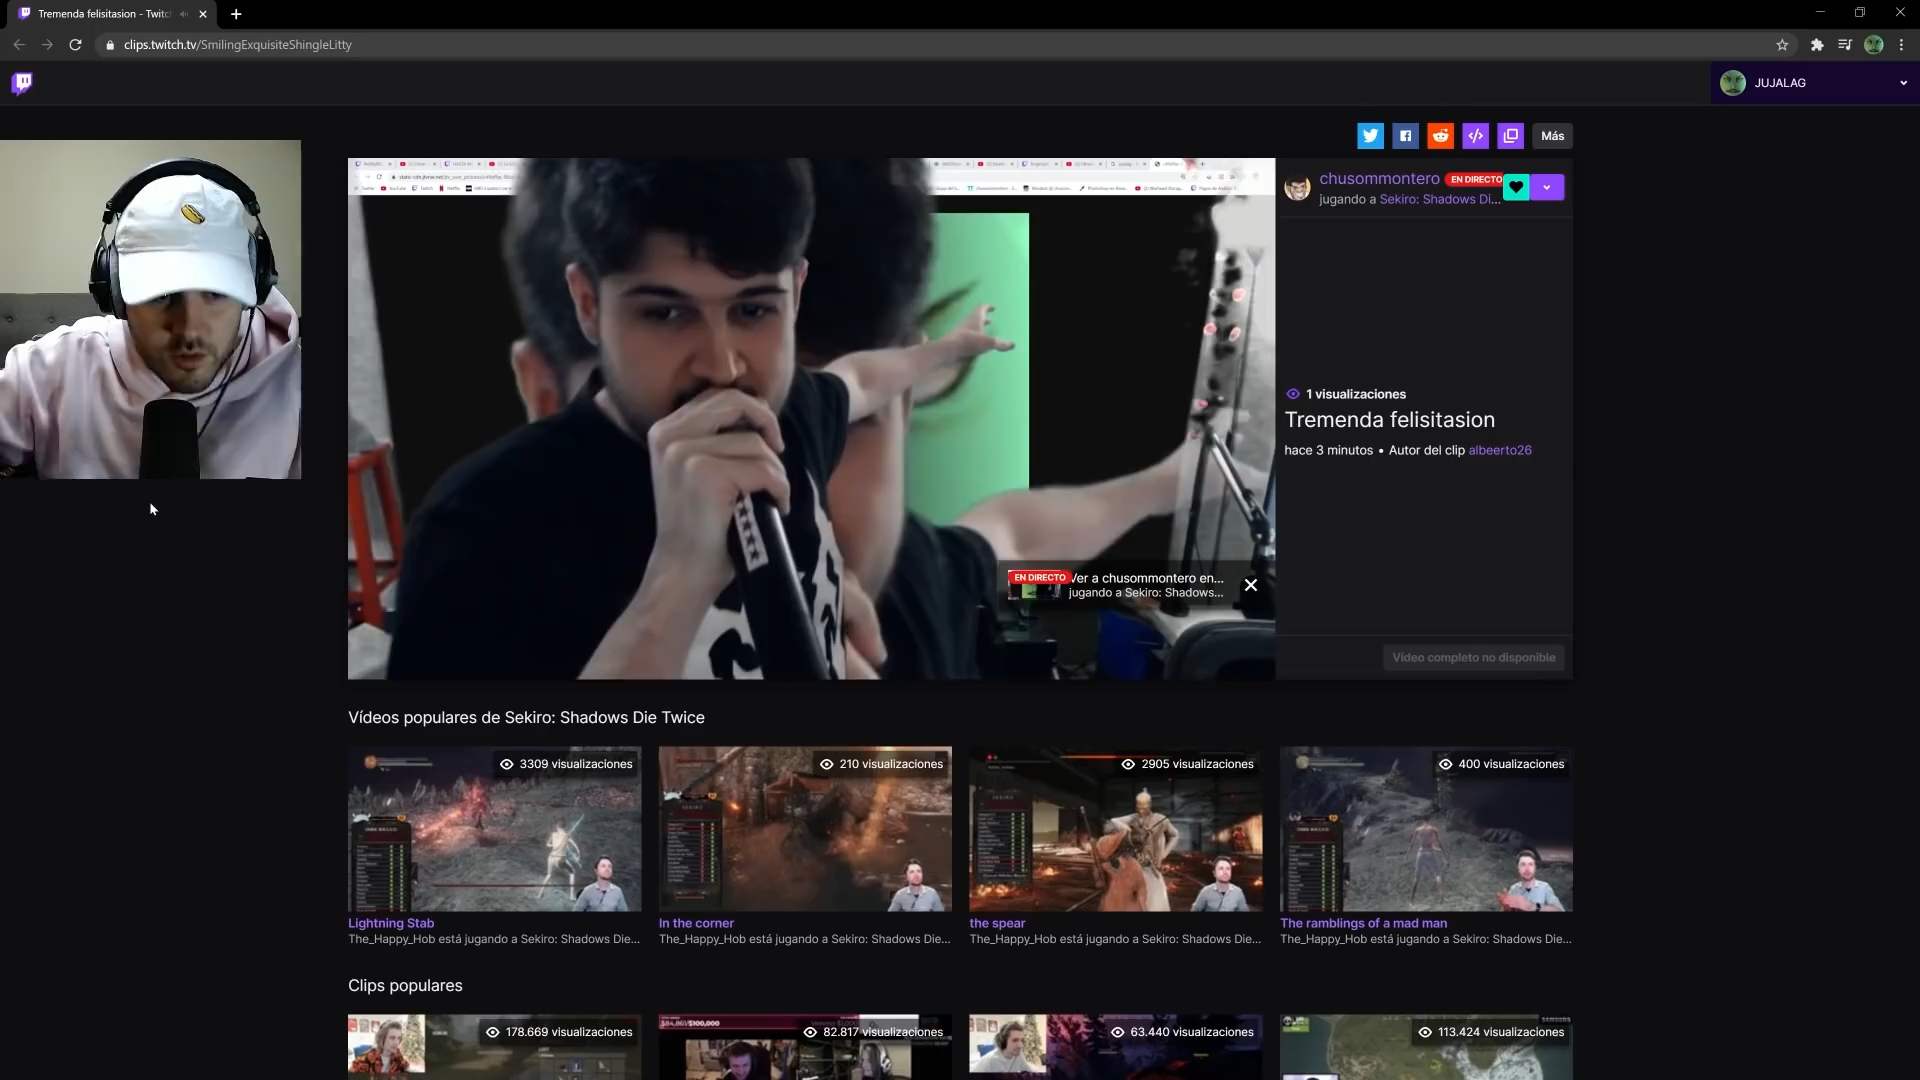 Tremenda felisitasion - Twitc
clips.twitch.tv/SmilingExquisiteShingleLitty
JUJALAG
Más
chusommontero EN DIRECTO
jugando a Sekiro: Shadows Di...
1 visualizaciones
Tremenda felisitasion
hace 3 minutos • Autor del clip albeerto26
EN DIRECTO
Ver a chusommontero en...
jugando a Sekiro: Shadows...
Vídeo completo no disponible
Vídeos populares de Sekiro: Shadows Die Twice
3309 visualizaciones
210 visualizaciones
2905 visualizaciones
400 visualizaciones
SEKIRO
Lightning Stab
The_Happy_Hob está jugando a Sekiro: Shadows Die...
In the corner
The_Happy_Hob está jugando a Sekiro: Shadows Die...
the spear
The_Happy_Hob está jugando a Sekiro: Shadows Die...
The ramblings of a mad man
The_Happy_Hob está jugando a Sekiro: Shadows Die...
Clips populares
178.669 visualizaciones
82.817 visualizaciones
63.440 visualizaciones
113.424 visualizaciones